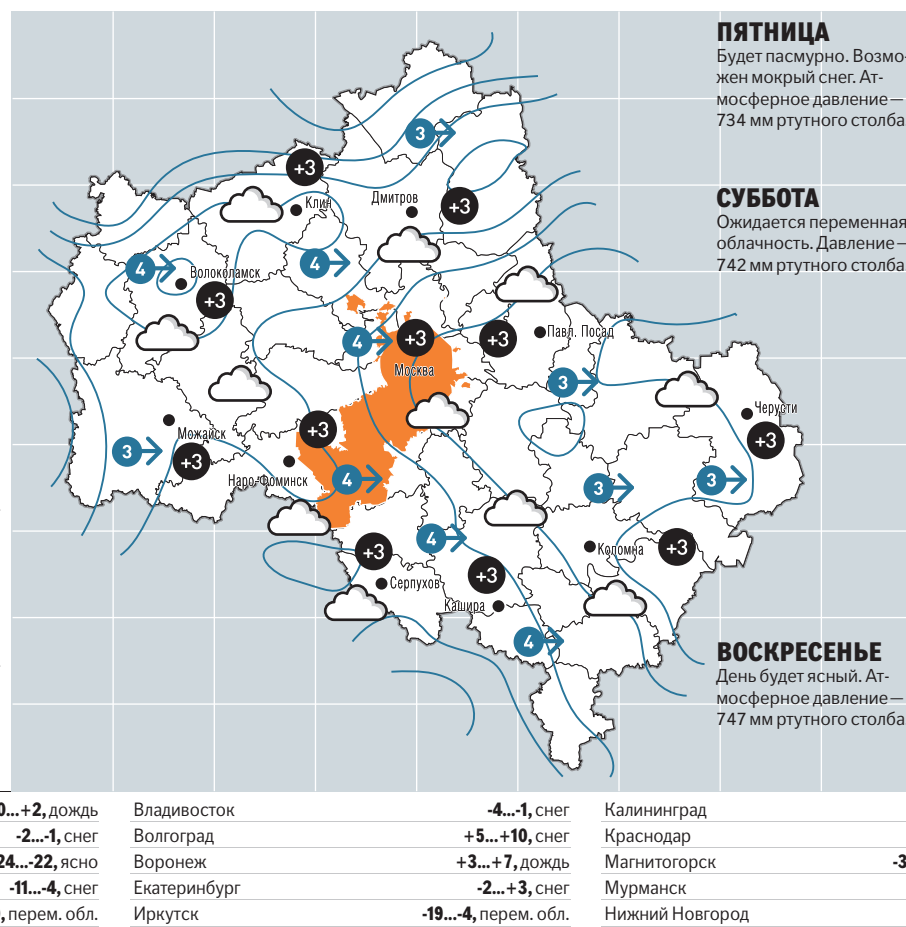 ПЯТНИЦА
Будет пасмурно. Возмо-
жен мокрый снег. Ат-
мосферное давление —
734 мм ртутного столба
СУББОТА
Ожидается переменная
облачность. Давление —
742 мм ртутного столба
3
+3
Клин
Дмитров
+3
4
Волоколамск
4
+3
4
+3
Москва
+3
Павл. Посад
3
Черусти
+3
Можайск
3
+3
+3
Наро-Фоминск
4
3
3
4
+3
Серпухов
+3
Кашира
Коломна
+3
4
ВОСКРЕСЕНЬЕ
День будет ясный. Ат-
мосферное давление —
747 мм ртутного столба
0...+2, дождь
-2...-1, снег
24...-22, ясно
-11...-4, снег
, перем. обл.
Владивосток -4...-1, снег
Волгоград +5...+10, снег
Воронеж +3...+7, дождь
Екатеринбург -2...+3, снег
Иркутск -19...-4, перем. обл.
Калининград
Краснодар
Магнитогорск -3
Мурманск
Нижний Новгород